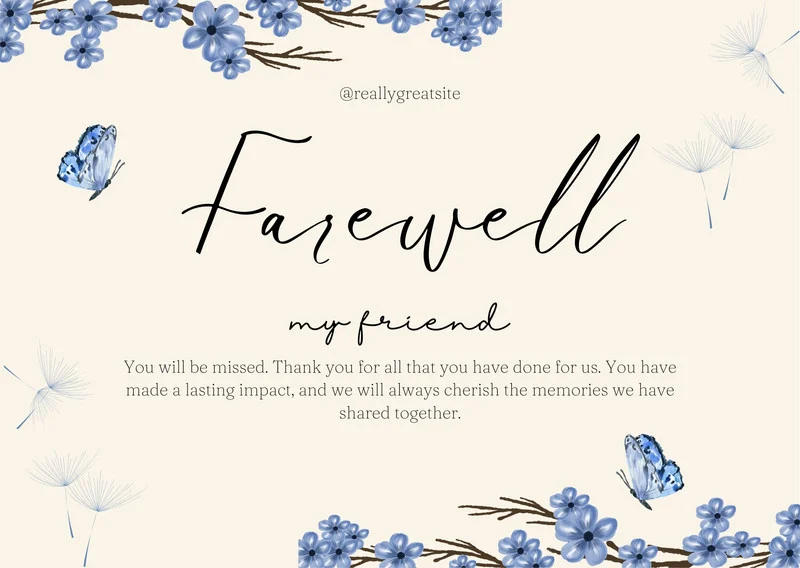 @reallygreatsite
Farewell
my friend
You will be missed. Thank you for all that you have done for us. You have
made a lasting impact, and we will always cherish the memories we have
shared together.